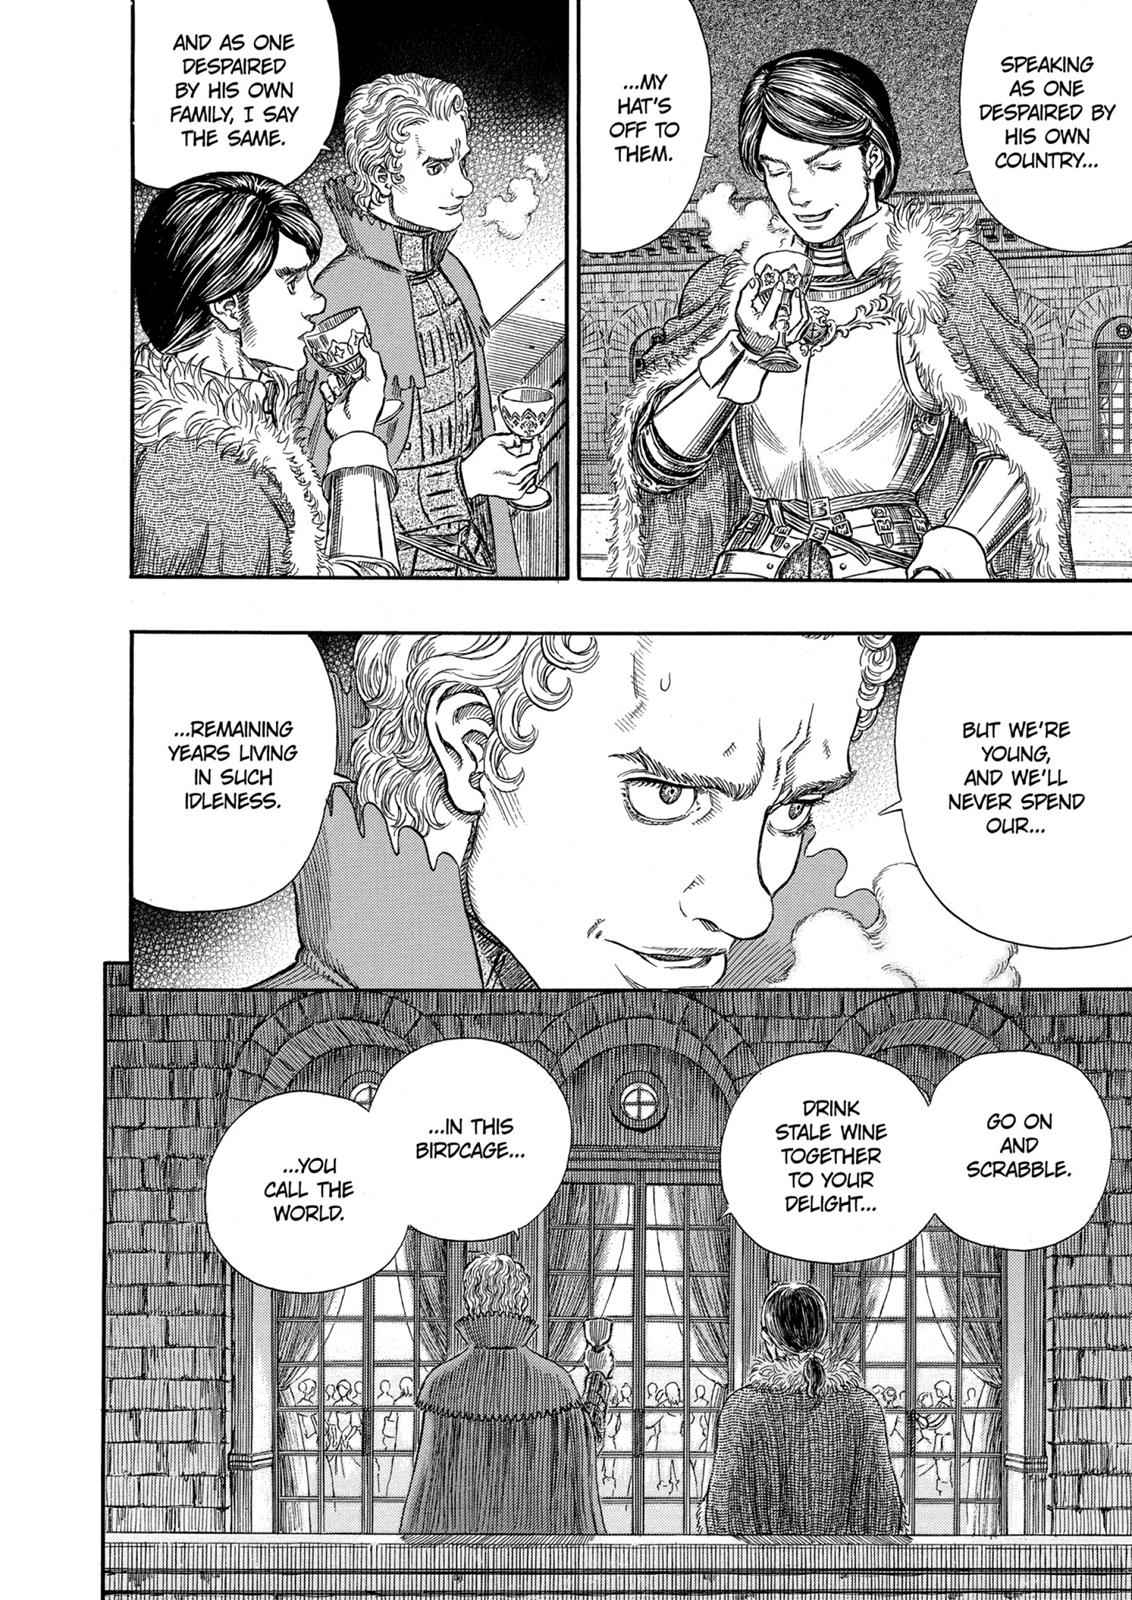 SPEAKING
AS ONE
DESPAIRED BY
HIS OWN
COUNTRY...
...MY
HAT'S
OFF TO
THEM.
AND AS ONE
DESPAIRED
BY HIS OWN
FAMILY, I SAY
THE SAME.
BUT WE'RE
YOUNG,
AND WE'LL
NEVER SPEND
OUR...
...REMAINING
YEARS LIVING
IN SUCH
IDLENESS.
GO ON
AND
SCRABBLE.
DRINK
STALE WINE
TOGETHER
TO YOUR
DELIGHT...
...IN THIS
BIRDCAGE...
...YOU
CALL THE
WORLD.